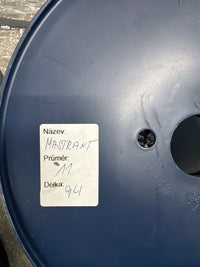 Název:
MASTRANT
Průměr:
11
Délka:
94